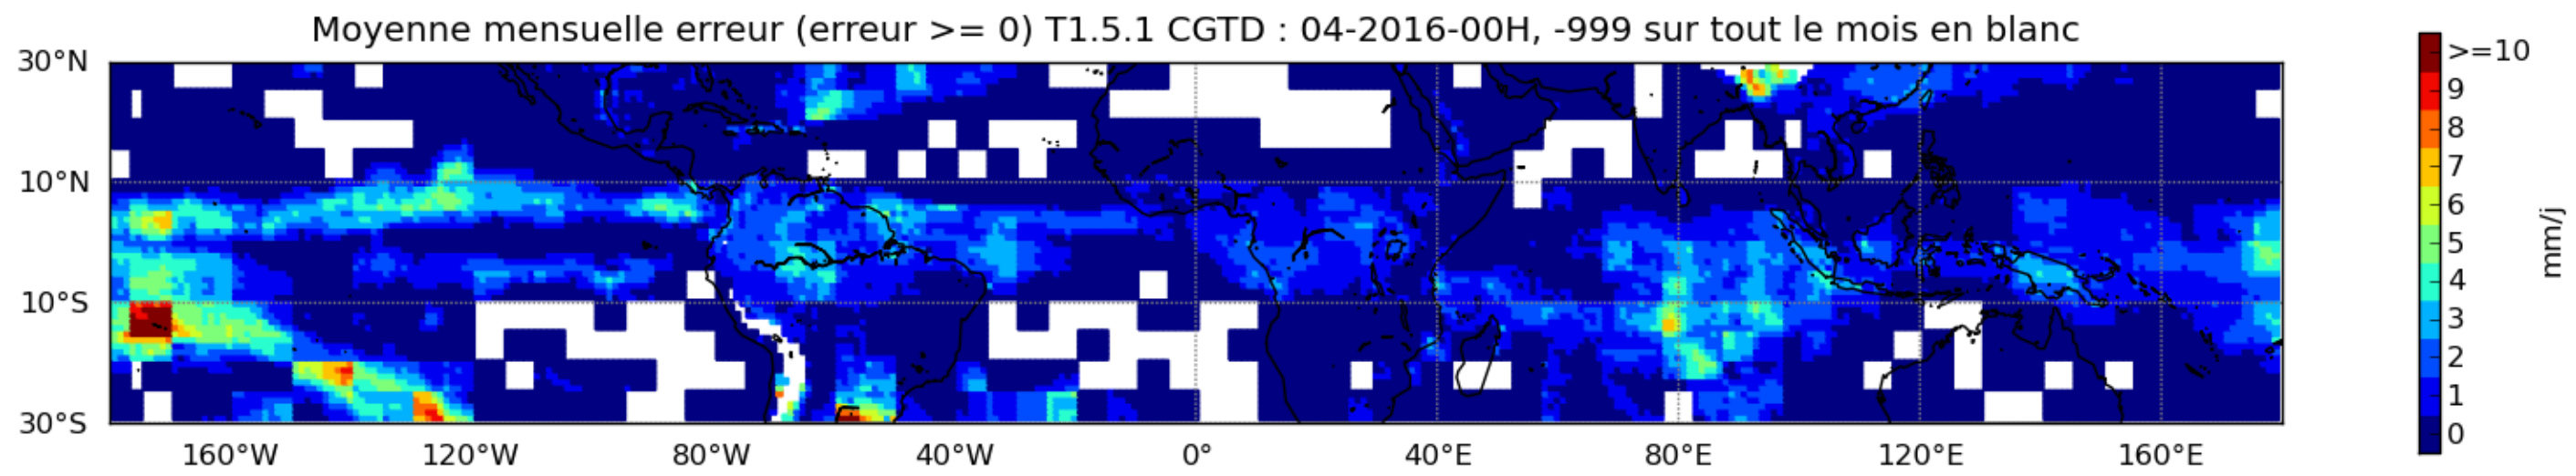 Moyenne mensuelle erreur (erreur >= 0) T1.5.1 CGTD : 04-2016-00H, -999 sur tout le mois en blanc
30°N
10°N
10°S
30°S
160°W 120°W 80°W 40°W 0° 40°E 80°E 120°E 160°E
>=10
9
8
7
6
5
4
3
2
1
0
mm/j